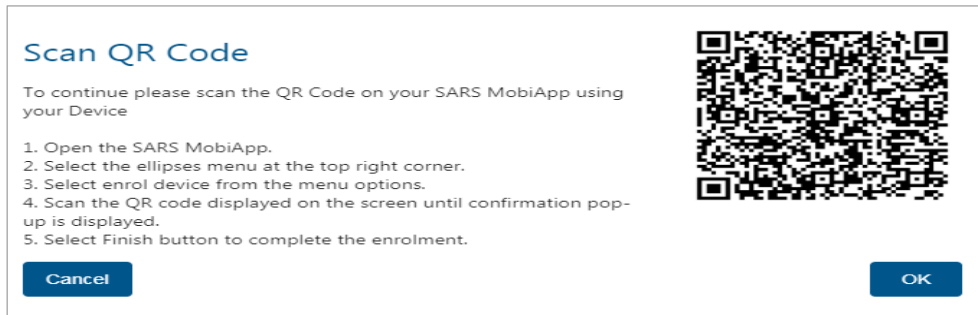 Scan QR Code
To continue please scan the QR Code on your SARS MobiApp using
your Device
1. Open the SARS MobiApp.
2. Select the ellipses menu at the top right corner.
3. Select enrol device from the menu options.
4. Scan the QR code displayed on the screen until confirmation pop-
up is displayed.
5. Select Finish button to complete the enrolment.
Cancel
OK